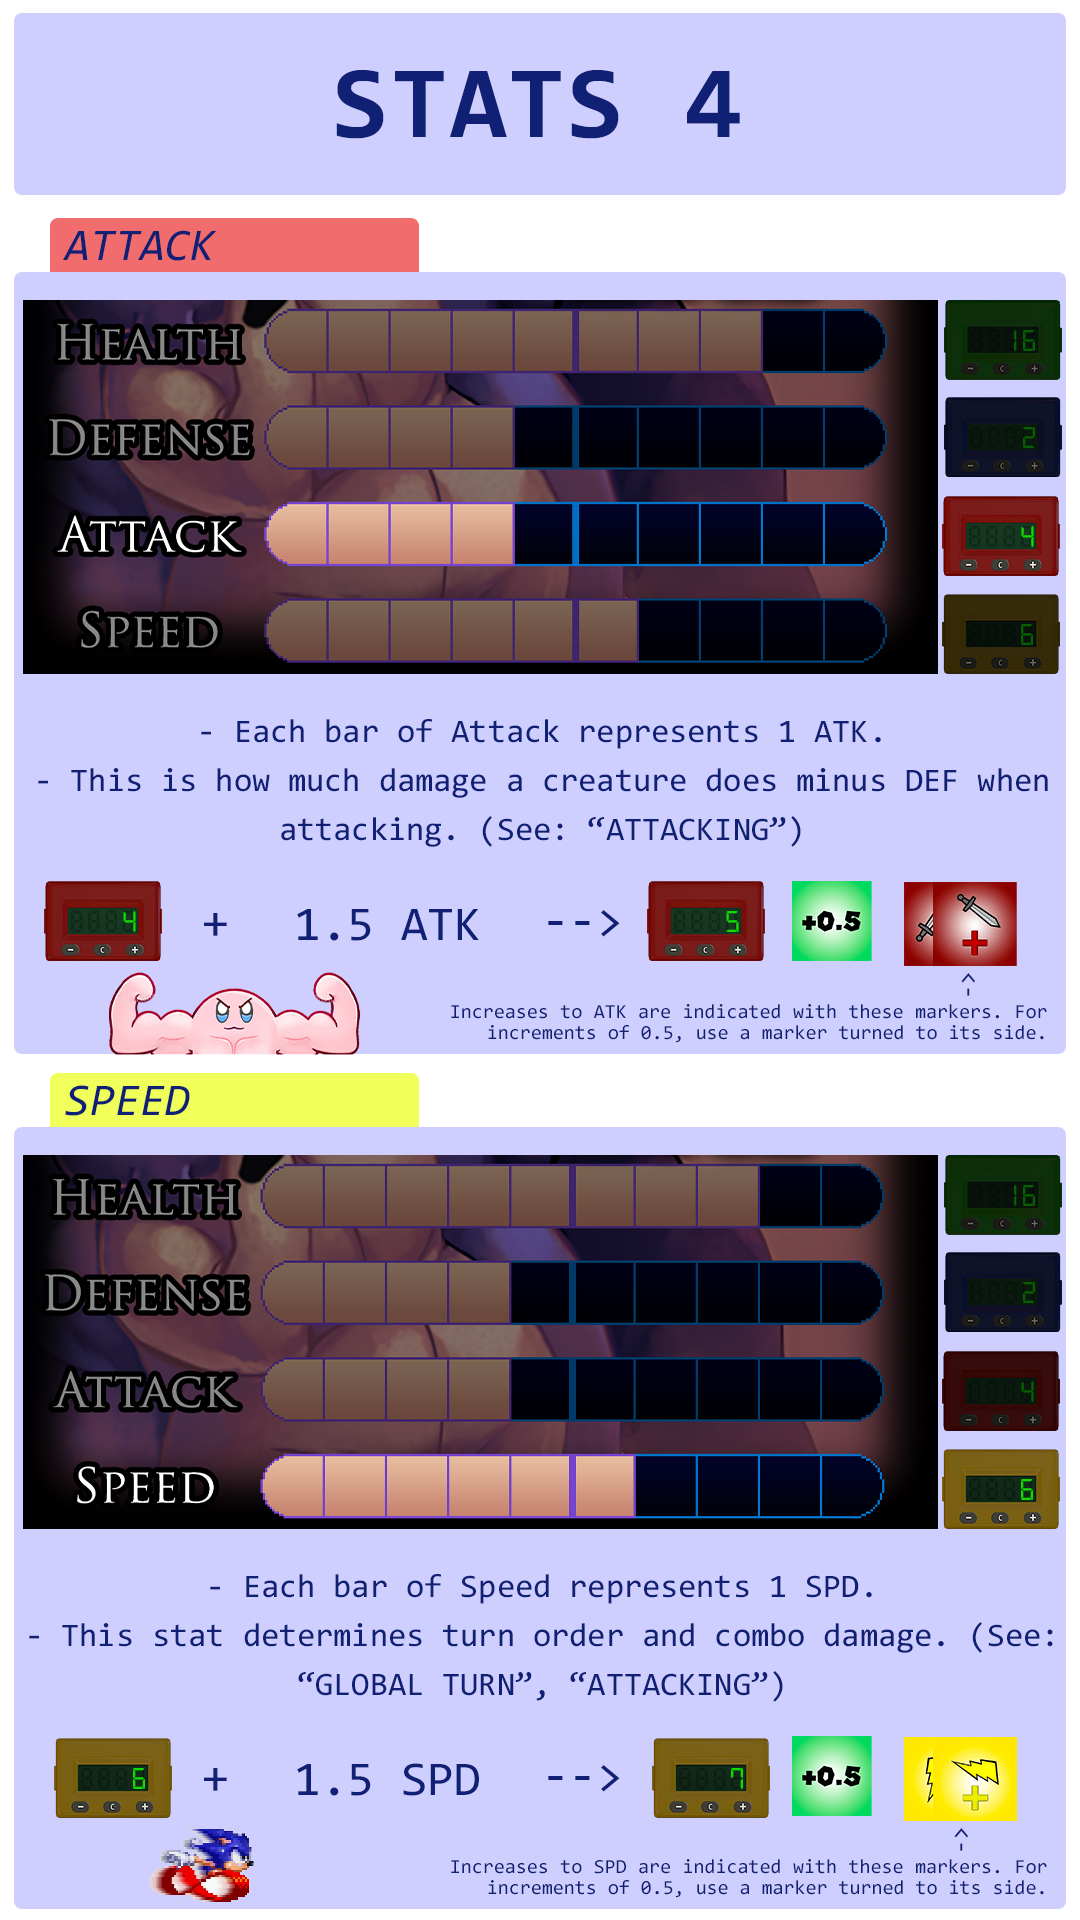 STATS 4
ATTACK
HEALTH
16
DEFENSE
2
ATTACK
4
SPEED
6
- Each bar of Attack represents 1 ATK.
- This is how much damage a creature does minus DEF when
attacking. (See: “ATTACKING”)
4 + 1.5 ATK --> 5 +0.5
Increases to ATK are indicated with these markers. For
increments of 0.5, use a marker turned to its side.
SPEED
HEALTH
16
DEFENSE
2
ATTACK
4
SPEED
6
- Each bar of Speed represents 1 SPD.
- This stat determines turn order and combo damage. (See:
“GLOBAL TURN”, “ATTACKING”)
6 + 1.5 SPD --> 7 +0.5
Increases to SPD are indicated with these markers. For
increments of 0.5, use a marker turned to its side.